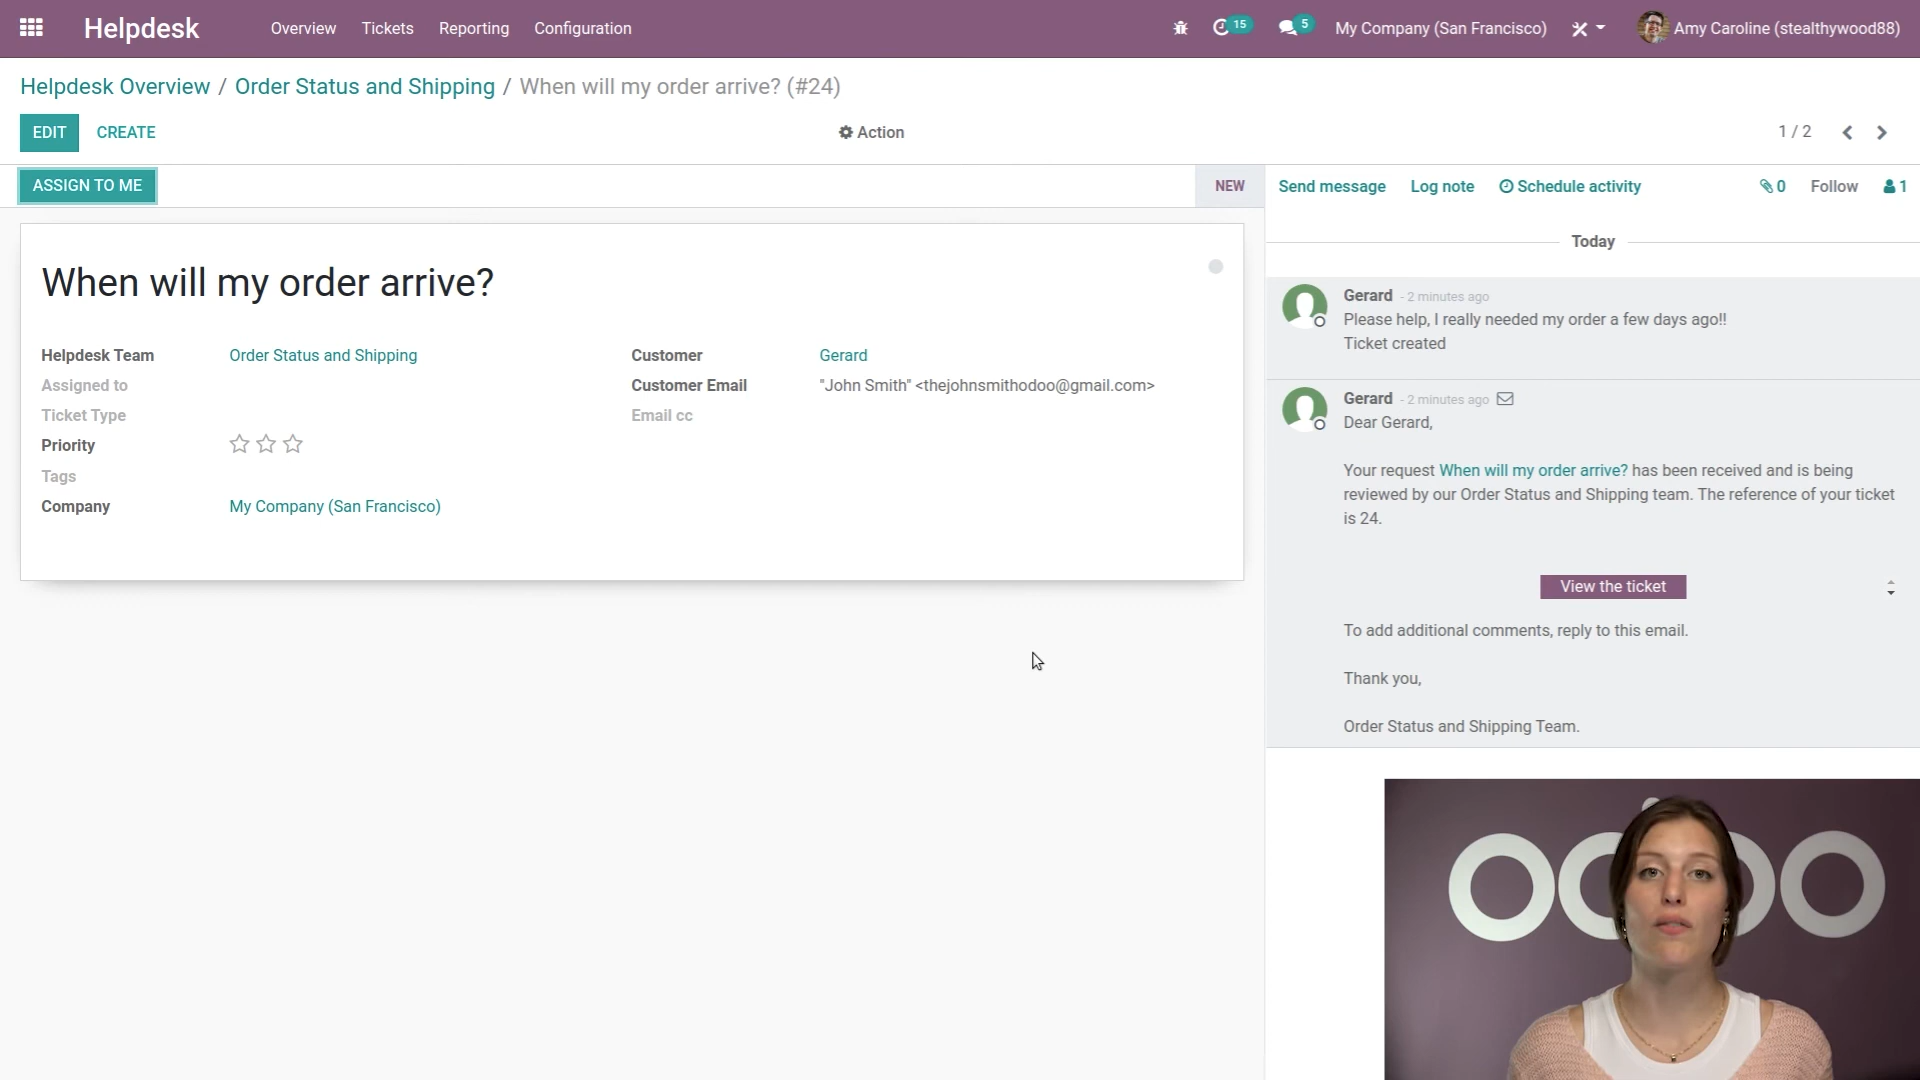 Helpdesk
Overview
Tickets
Reporting
Configuration
15
5
My Company (San Francisco)
Amy Caroline (stealthywood88)
Helpdesk Overview / Order Status and Shipping / When will my order arrive? (#24)
EDIT
CREATE
Action
1 / 2
ASSIGN TO ME
NEW
Send message
Log note
Schedule activity
0
Follow
1
When will my order arrive?
Helpdesk Team Order Status and Shipping
Assigned to
Ticket Type
Priority
Tags
Company My Company (San Francisco)
Customer Gerard
Customer Email "John Smith" <thejohnsmithodoo@gmail.com>
Email cc
Today
Gerard - 2 minutes ago
Please help, I really needed my order a few days ago!!
Ticket created
Gerard - 2 minutes ago
Dear Gerard,
Your request When will my order arrive? has been received and is being
reviewed by our Order Status and Shipping team. The reference of your ticket
is 24.
View the ticket
To add additional comments, reply to this email.
Thank you,
Order Status and Shipping Team.
odoo